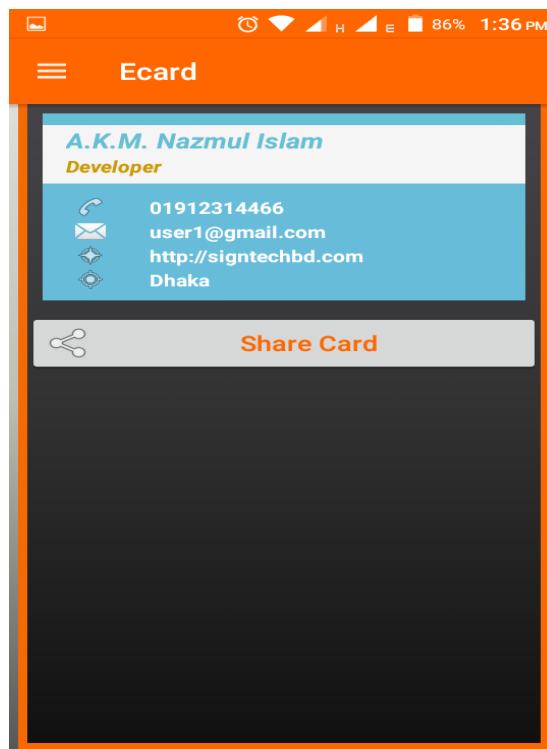 H E 86% 1:36 PM
Ecard
A.K.M. Nazmul Islam
Developer
01912314466
user1@gmail.com
http://signtechbd.com
Dhaka
Share Card